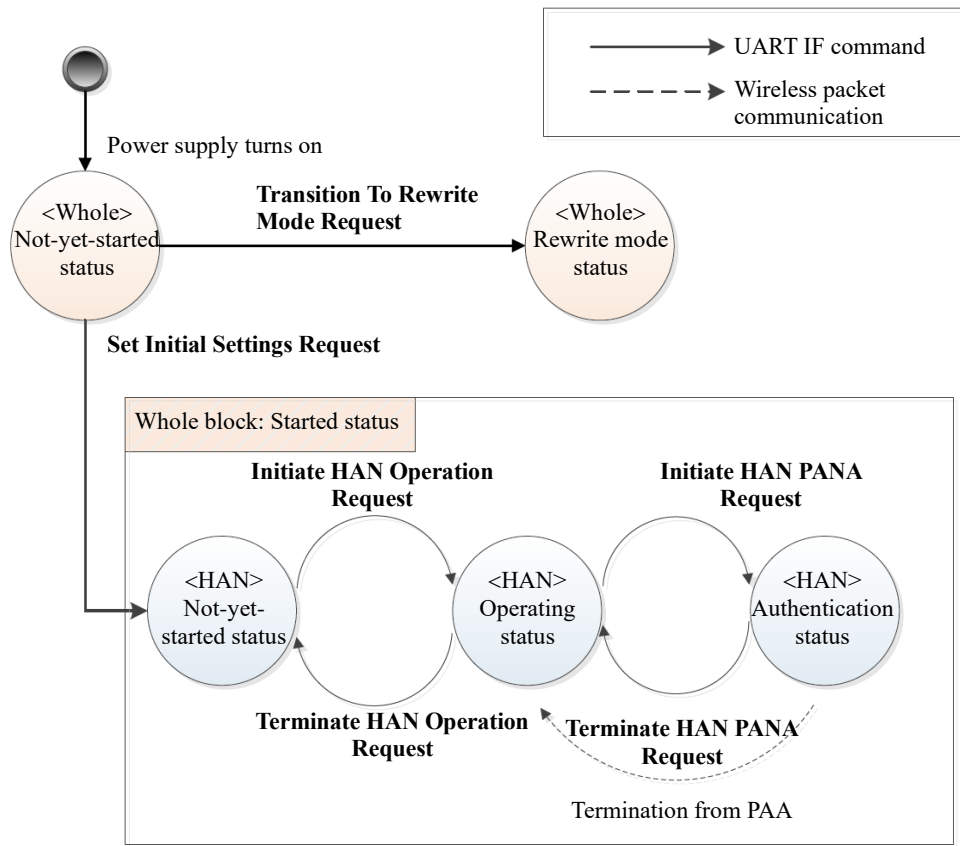 UART IF command
Wireless packet
communication
Power supply turns on
<Whole>
Not-yet-started
status
Transition To Rewrite
Mode Request
<Whole>
Rewrite mode
status
Set Initial Settings Request
Whole block: Started status
Initiate HAN Operation
Request
Initiate HAN PANA
Request
<HAN>
Not-yet-
started status
<HAN>
Operating
status
<HAN>
Authentication
status
Terminate HAN Operation
Request
Terminate HAN PANA
Request
Termination from PAA